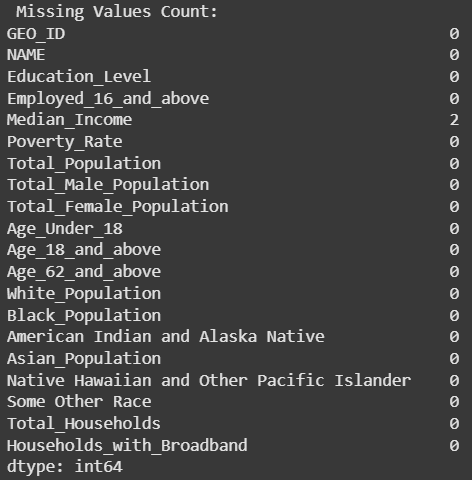 Missing Values Count:
GEO_ID 0
NAME 0
Education_Level 0
Employed_16_and_above 0
Median_Income 2
Poverty_Rate 0
Total_Population 0
Total_Male_Population 0
Total_Female_Population 0
Age_Under_18 0
Age_18_and_above 0
Age_62_and_above 0
White_Population 0
Black_Population 0
American Indian and Alaska Native 0
Asian_Population 0
Native Hawaiian and Other Pacific Islander 0
Some Other Race 0
Total_Households 0
Households_with_Broadband 0
dtype: int64